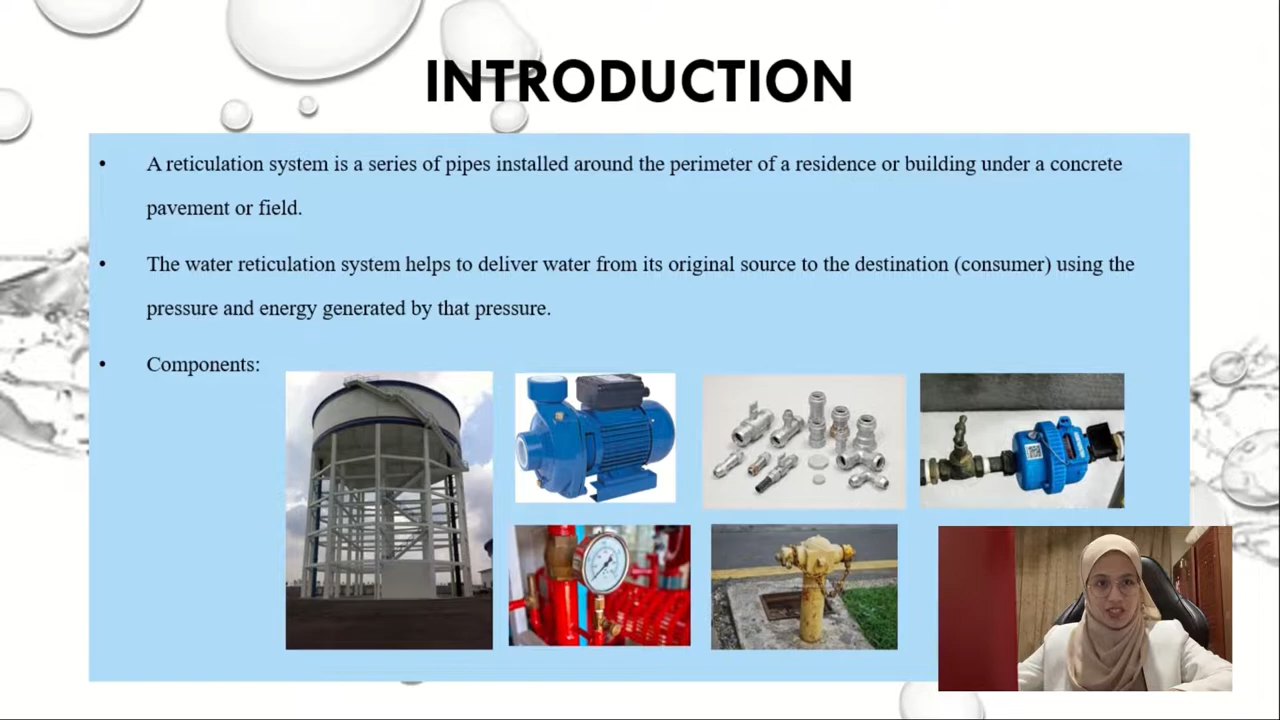 INTRODUCTION
• A reticulation system is a series of pipes installed around the perimeter of a residence or building under a concrete
pavement or field.
• The water reticulation system helps to deliver water from its original source to the destination (consumer) using the
pressure and energy generated by that pressure.
• Components: